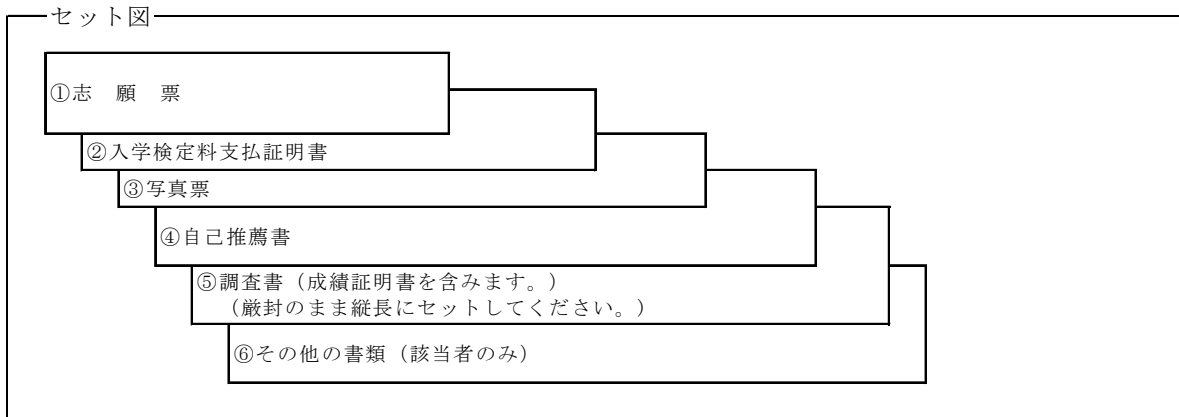 セット図
①志　願　票
②入学検定料支払証明書
③写真票
④自己推薦書
⑤調査書（成績証明書を含みます。）
（厳封のまま縦長にセットしてください。）
⑥その他の書類（該当者のみ）